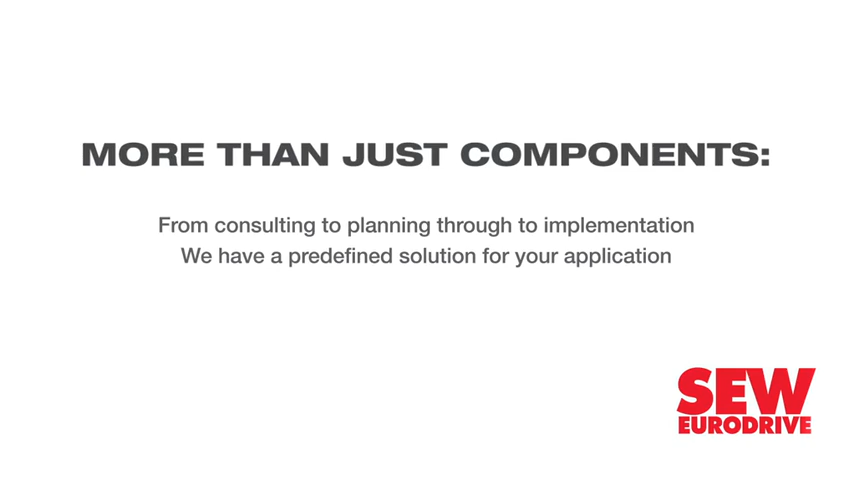 MORE THAN JUST COMPONENTS:
From consulting to planning through to implementation
We have a predefined solution for your application
SEW
EURODRIVE